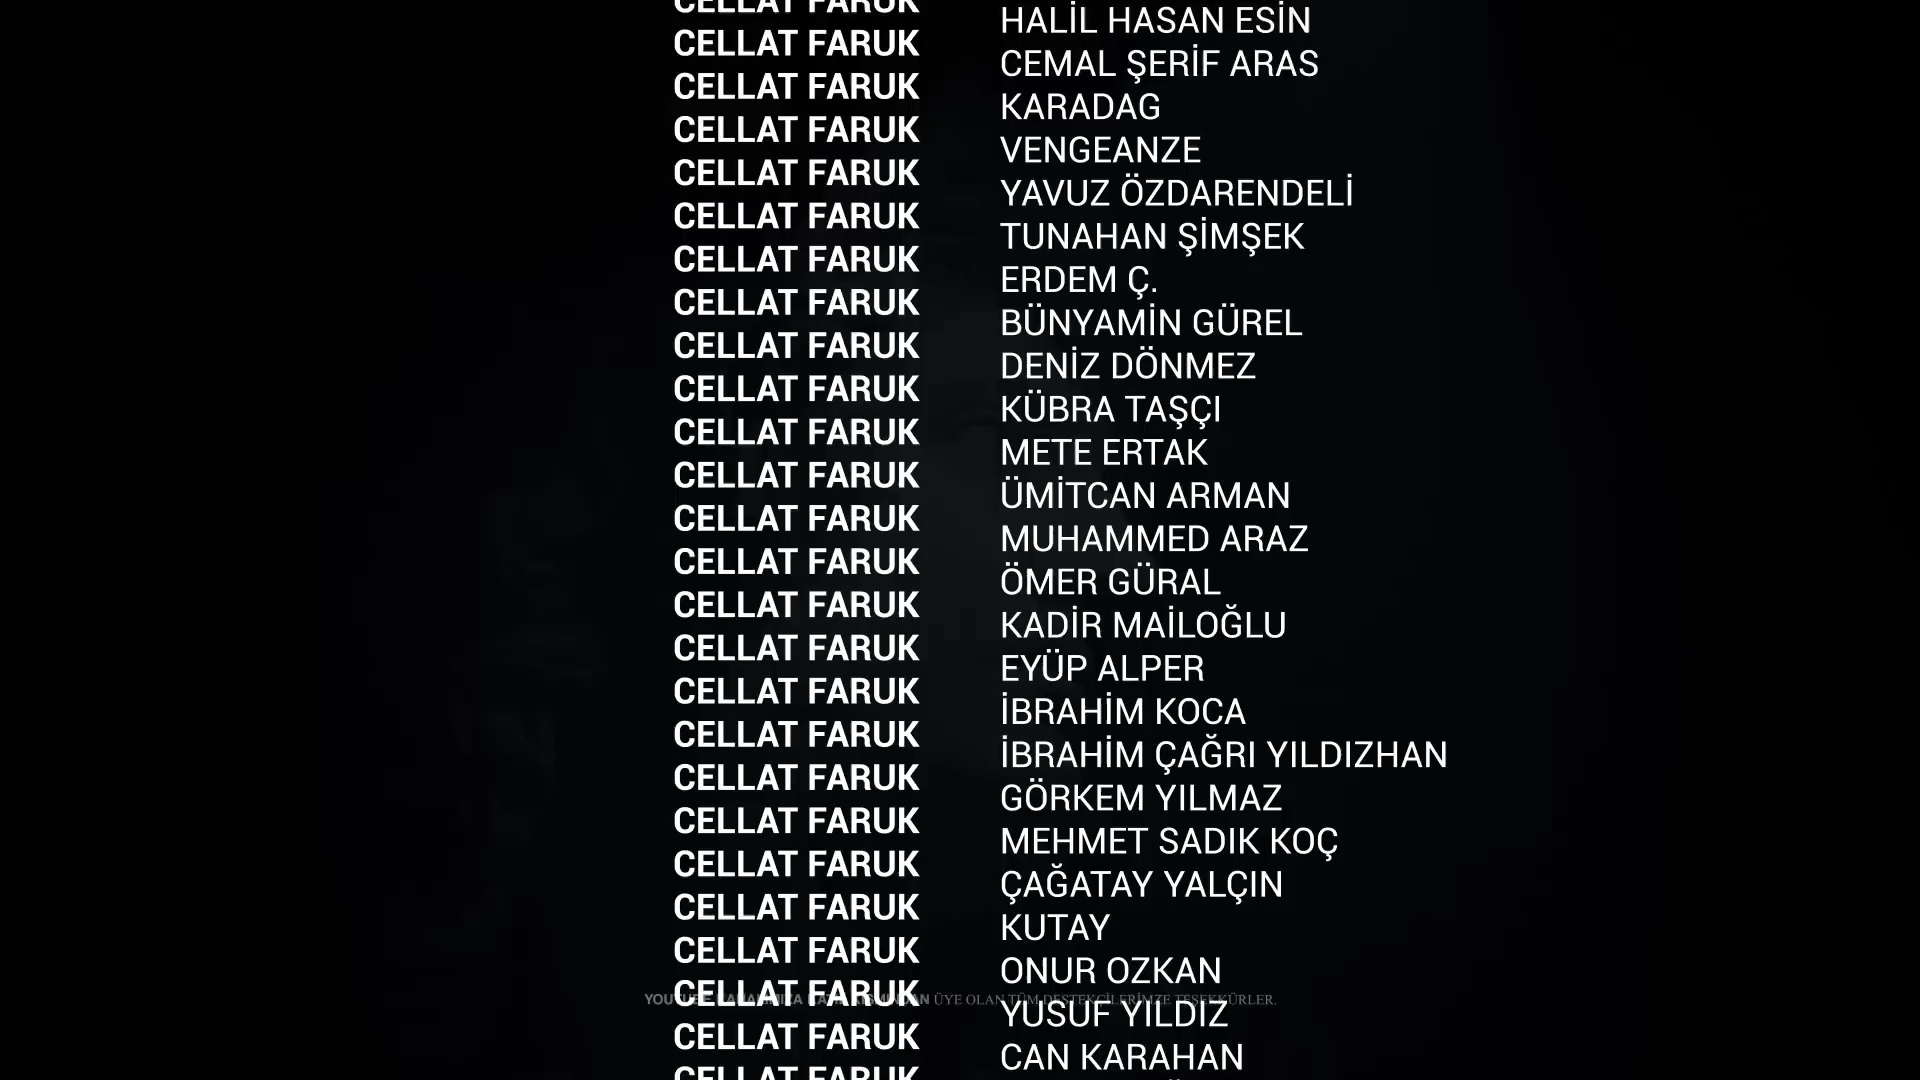 CELLAT FARUK HALİL HASAN ESİN
CELLAT FARUK CEMAL ŞERİF ARAS
CELLAT FARUK KARADAG
CELLAT FARUK VENGEANZE
CELLAT FARUK YAVUZ ÖZDARENDELİ
CELLAT FARUK TUNAHAN ŞİMŞEK
CELLAT FARUK ERDEM Ç.
CELLAT FARUK BÜNYAMİN GÜREL
CELLAT FARUK DENİZ DÖNMEZ
CELLAT FARUK KÜBRA TAŞÇI
CELLAT FARUK METE ERTAK
CELLAT FARUK ÜMİTCAN ARMAN
CELLAT FARUK MUHAMMED ARAZ
CELLAT FARUK ÖMER GÜRAL
CELLAT FARUK KADİR MAİLOĞLU
CELLAT FARUK EYÜP ALPER
CELLAT FARUK İBRAHİM KOCA
CELLAT FARUK İBRAHİM ÇAĞRI YILDIZHAN
CELLAT FARUK GÖRKEM YILMAZ
CELLAT FARUK MEHMET SADIK KOÇ
CELLAT FARUK ÇAĞATAY YALÇIN
CELLAT FARUK KUTAY
CELLAT FARUK ONUR OZKAN
CELLAT FARUK YUSUF YILDIZ
ÜYE OLAN TÜM DESTEKÇİLERİMİZE TEŞEKKÜRLER.
CELLAT FARUK CAN KARAHAN
CELLAT FARUK